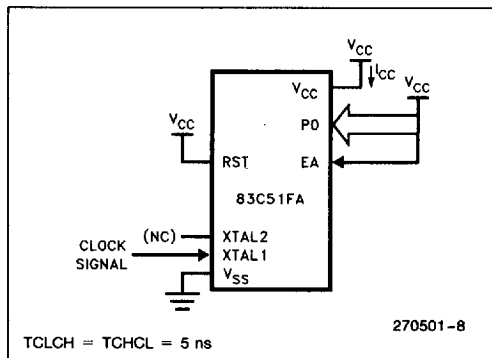 VCC
ICC
VCC
VCC
VCC
P0
RST
EA
83C51FA
(NC)
XTAL2
CLOCK
SIGNAL
XTAL1
VSS
270501-8
TCLCH = TCHCL = 5 ns